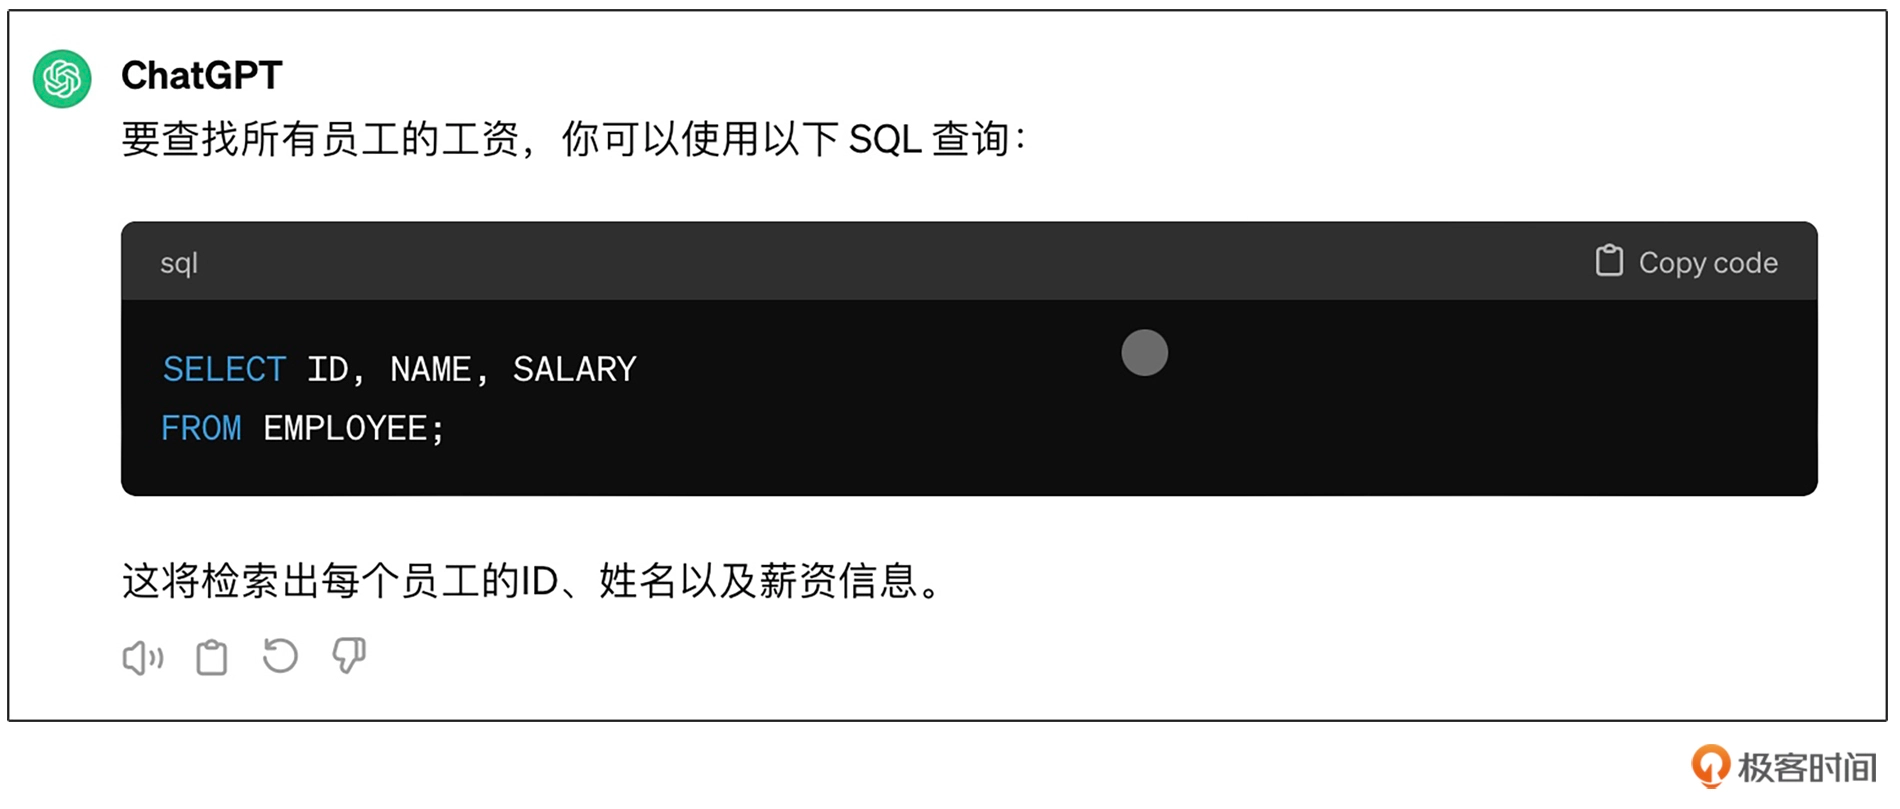 ChatGPT
要查找所有员工的工资，你可以使用以下 SQL 查询：
sql
Copy code
SELECT ID, NAME, SALARY
FROM EMPLOYEE;
这将检索出每个员工的ID、姓名以及薪资信息。
极客时间